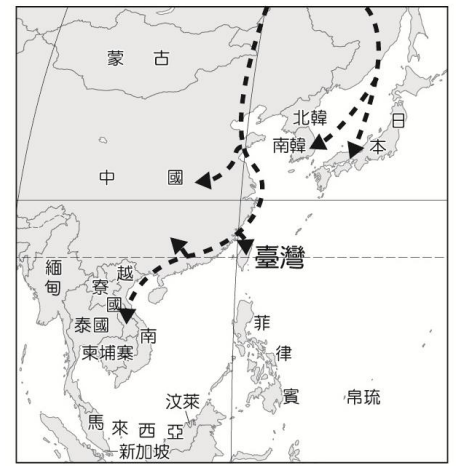 蒙古
北韓
南韓
日本
中國
臺灣
緬甸
寮國
越南
泰國
柬埔寨
菲律賓
帛琉
汶萊
馬來西亞
新加坡